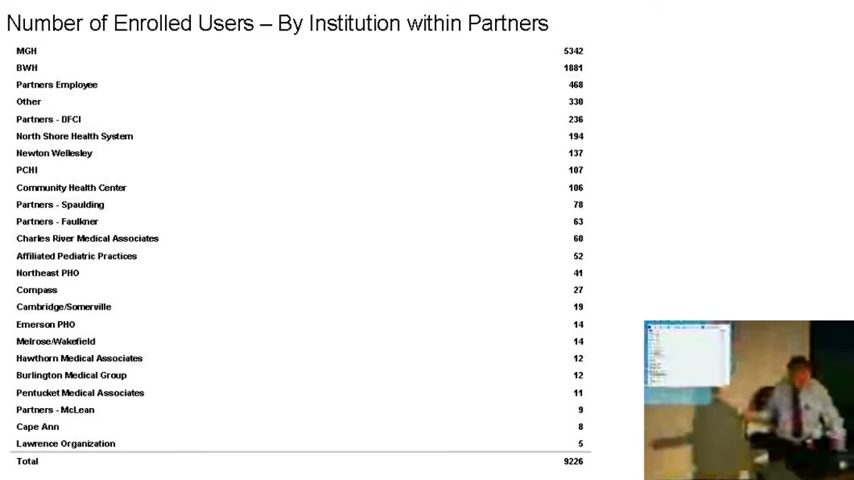 Number of Enrolled Users – By Institution within Partners
MGH 5342
BWH 1881
Partners Employee 468
Other 330
Partners - DFCI 236
North Shore Health System 194
Newton Wellesley 137
PCHI 107
Community Health Center 106
Partners - Spaulding 78
Partners - Faulkner 63
Charles River Medical Associates 60
Affiliated Pediatric Practices 52
Northeast PHO 41
Compass 27
Cambridge/Somerville 19
Emerson PHO 14
Melrose/Wakefield 14
Hawthorn Medical Associates 12
Burlington Medical Group 12
Pentucket Medical Associates 11
Partners - McLean 9
Cape Ann 8
Lawrence Organization 5
Total 9226